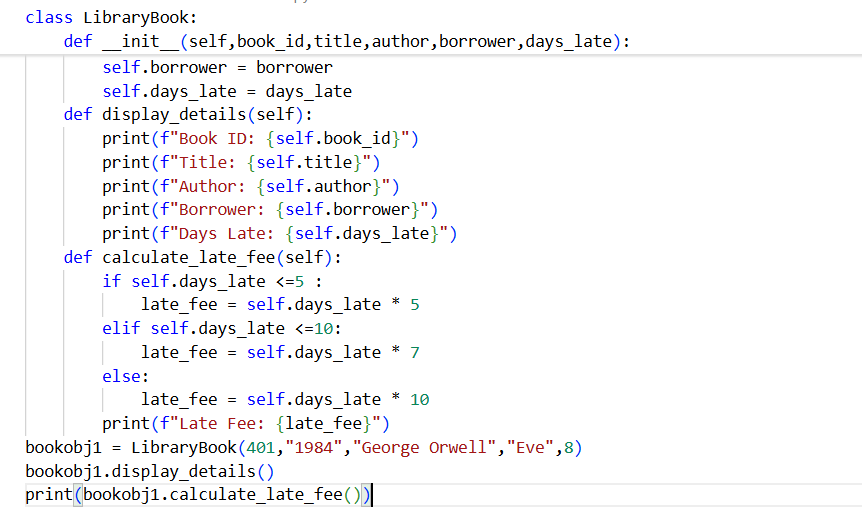 class LibraryBook:
    def __init__(self,book_id,title,author,borrower,days_late):
        self.borrower = borrower
        self.days_late = days_late
    def display_details(self):
        print(f"Book ID: {self.book_id}")
        print(f"Title: {self.title}")
        print(f"Author: {self.author}")
        print(f"Borrower: {self.borrower}")
        print(f"Days Late: {self.days_late}")
    def calculate_late_fee(self):
        if self.days_late <=5 :
            late_fee = self.days_late * 5
        elif self.days_late <=10:
            late_fee = self.days_late * 7
        else:
            late_fee = self.days_late * 10
        print(f"Late Fee: {late_fee}")
bookobj1 = LibraryBook(401,"1984","George Orwell","Eve",8)
bookobj1.display_details()
print(bookobj1.calculate_late_fee())